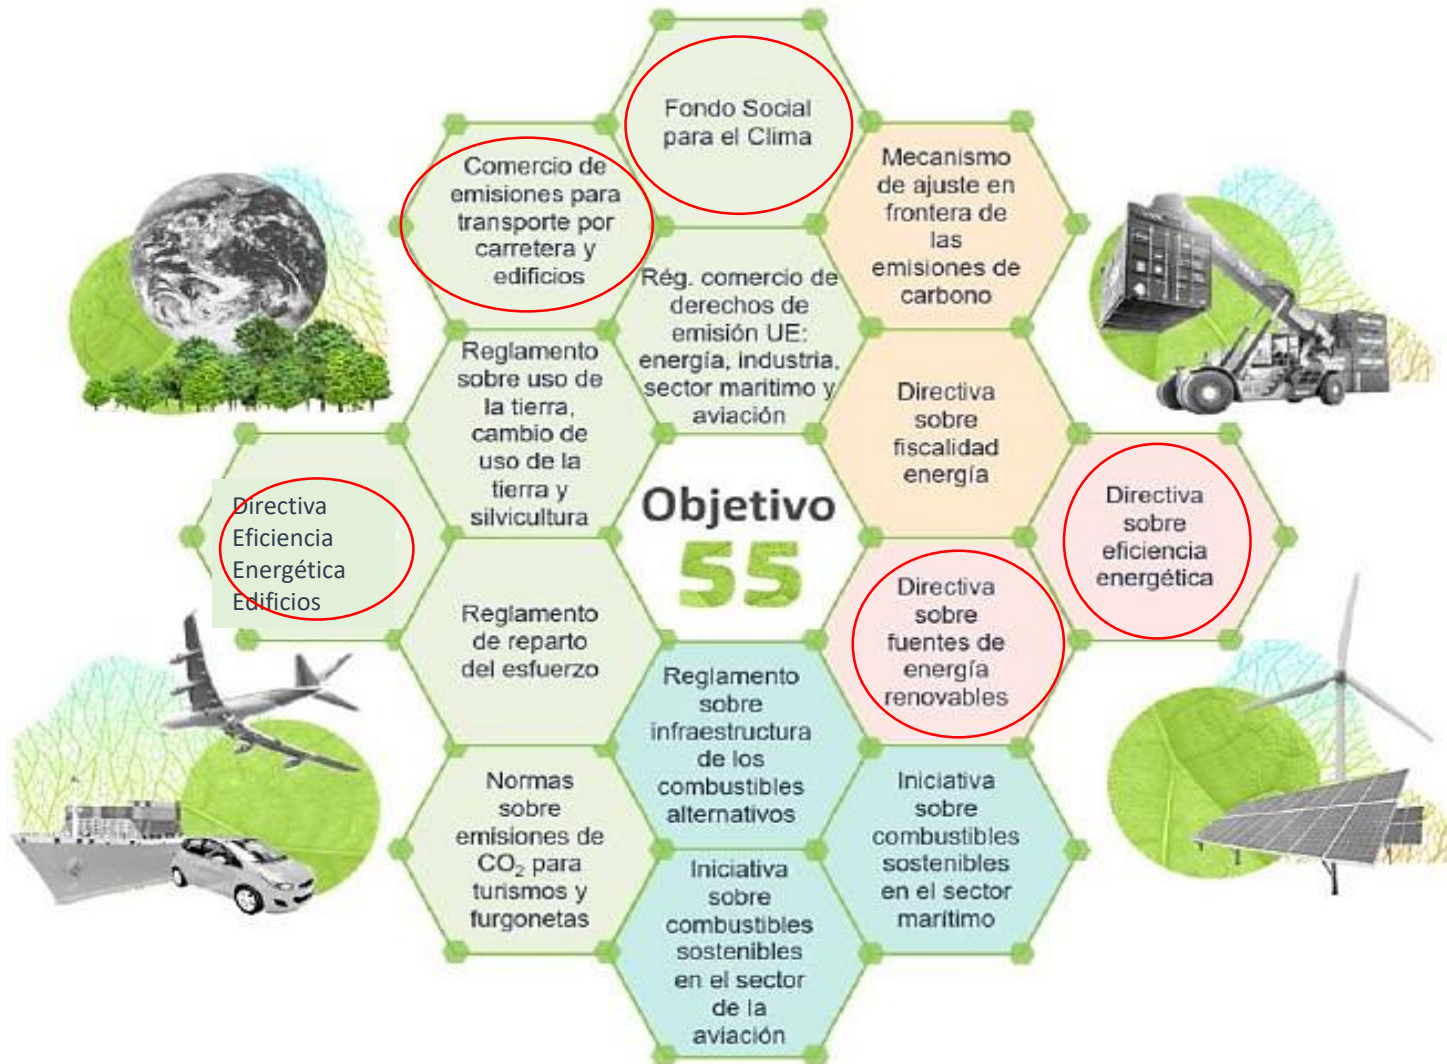 Fondo Social
para el Clima
Comercio de
emisiones para
transporte por
carretera y
edificios
Mecanismo
de ajuste en
frontera de
las
emisiones de
carbono
Rég. comercio de
derechos de
emisión UE:
energía, industria,
sector marítimo y
aviación
Reglamento
sobre uso de
la tierra,
cambio de
uso de la
tierra y
silvicultura
Directiva
sobre
fiscalidad
energía
Directiva
Eficiencia
Energética
Edificios
Objetivo
55
Directiva
sobre
eficiencia
energética
Reglamento
de reparto
del esfuerzo
Directiva
sobre
fuentes de
energía
renovables
Reglamento
sobre
infraestructura
de los
combustibles
alternativos
Normas
sobre
emisiones de
CO₂ para
turismos y
furgonetas
Iniciativa
sobre
combustibles
sostenibles
en el sector
marítimo
Iniciativa
sobre
combustibles
sostenibles
en el sector
de la
aviación